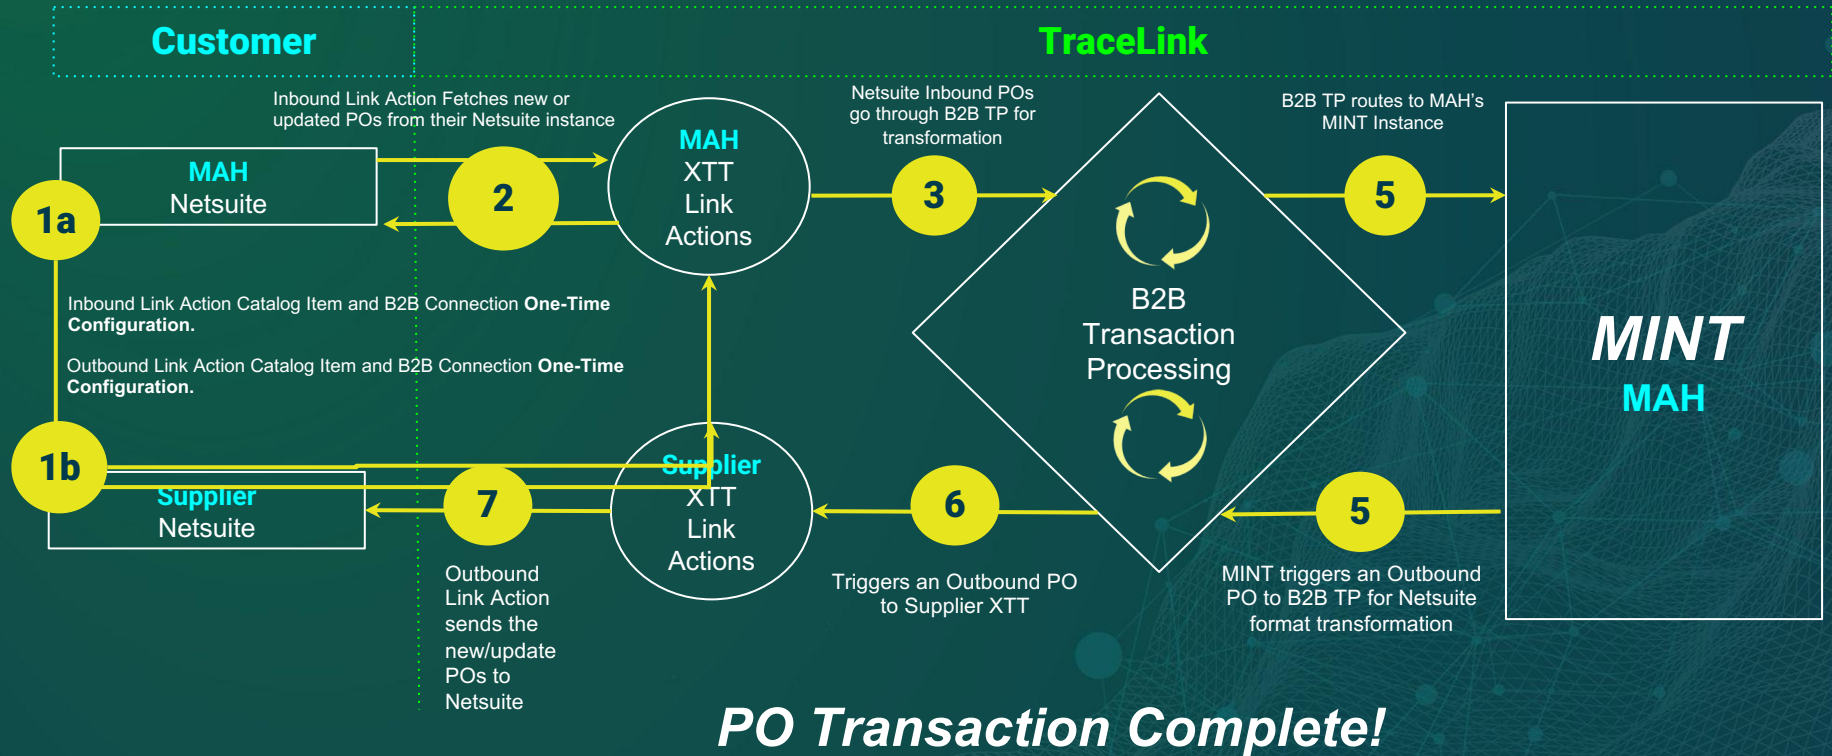 Customer
TraceLink
Inbound Link Action Fetches new or
updated POs from their Netsuite instance
Netsuite Inbound POs
go through B2B TP for
transformation
B2B TP routes to MAH's
MINT Instance
MAH
Netsuite
1a
2
MAH
XTT
Link
Actions
3
5
B2B
Transaction
Processing
MINT
MAH
Inbound Link Action Catalog Item and B2B Connection One-Time
Configuration.
Outbound Link Action Catalog Item and B2B Connection One-Time
Configuration.
1b
Supplier
Netsuite
7
Supplier
XTT
Link
Actions
6
5
Outbound
Link Action
sends the
new/update
POs to
Netsuite
Triggers an Outbound PO
to Supplier XTT
MINT triggers an Outbound
PO to B2B TP for Netsuite
format transformation
PO Transaction Complete!